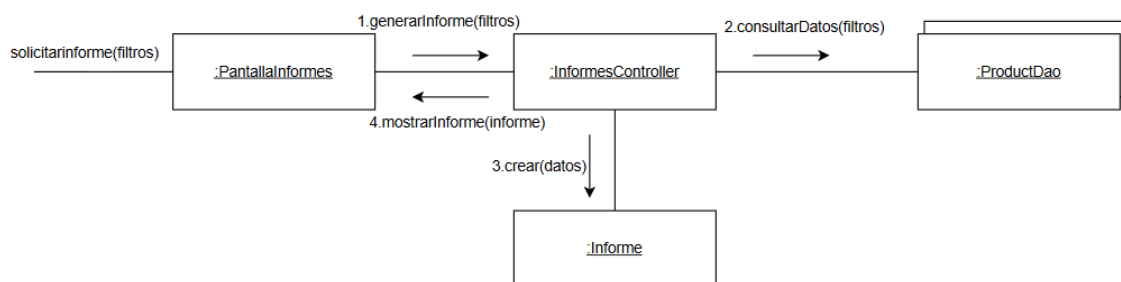 1.generarInforme(filtros)
2.consultarDatos(filtros)
solicitarinforme(filtros)
:PantallaInformes
:InformesController
:ProductDao
4.mostrarInforme(informe)
3.crear(datos)
:Informe